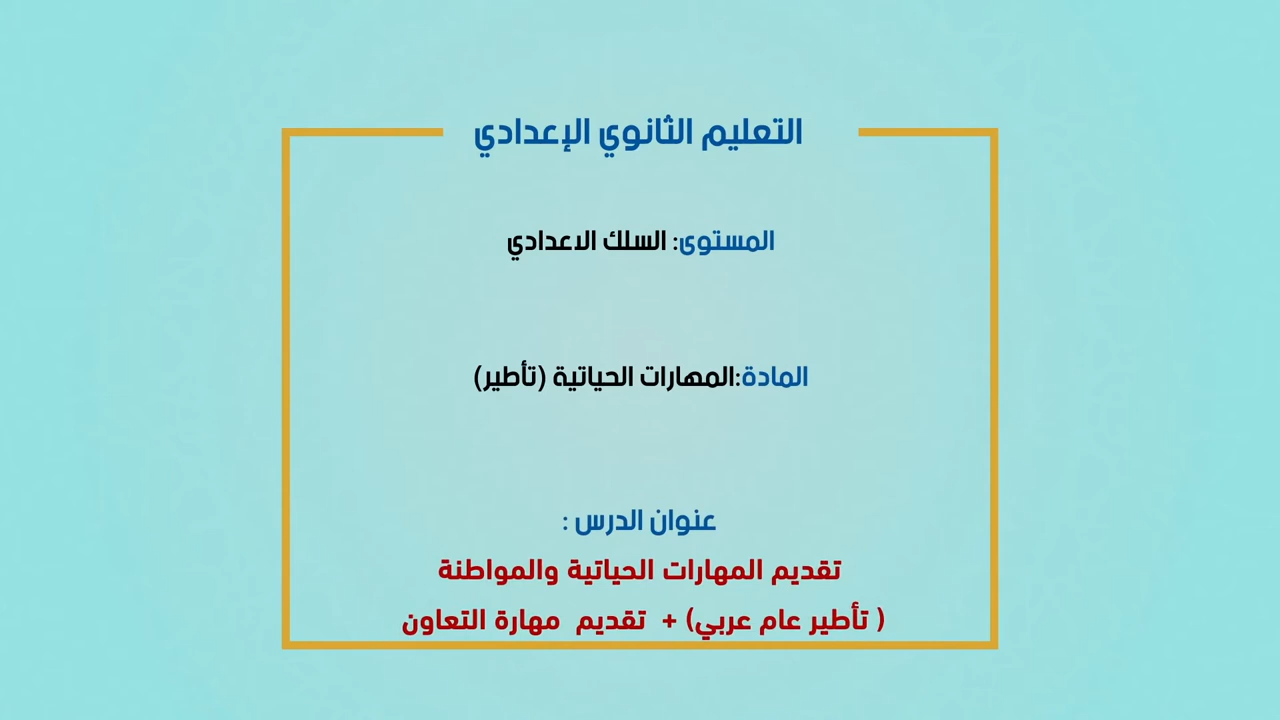 التعليم الثانوي الإعدادي
المستوى: السلك الاعدادي
المادة:المهارات الحياتية (تأطير)
عنوان الدرس :
تقديم المهارات الحياتية والمواطنة
( تأطير عام عربي) + تقديم مهارة التعاون